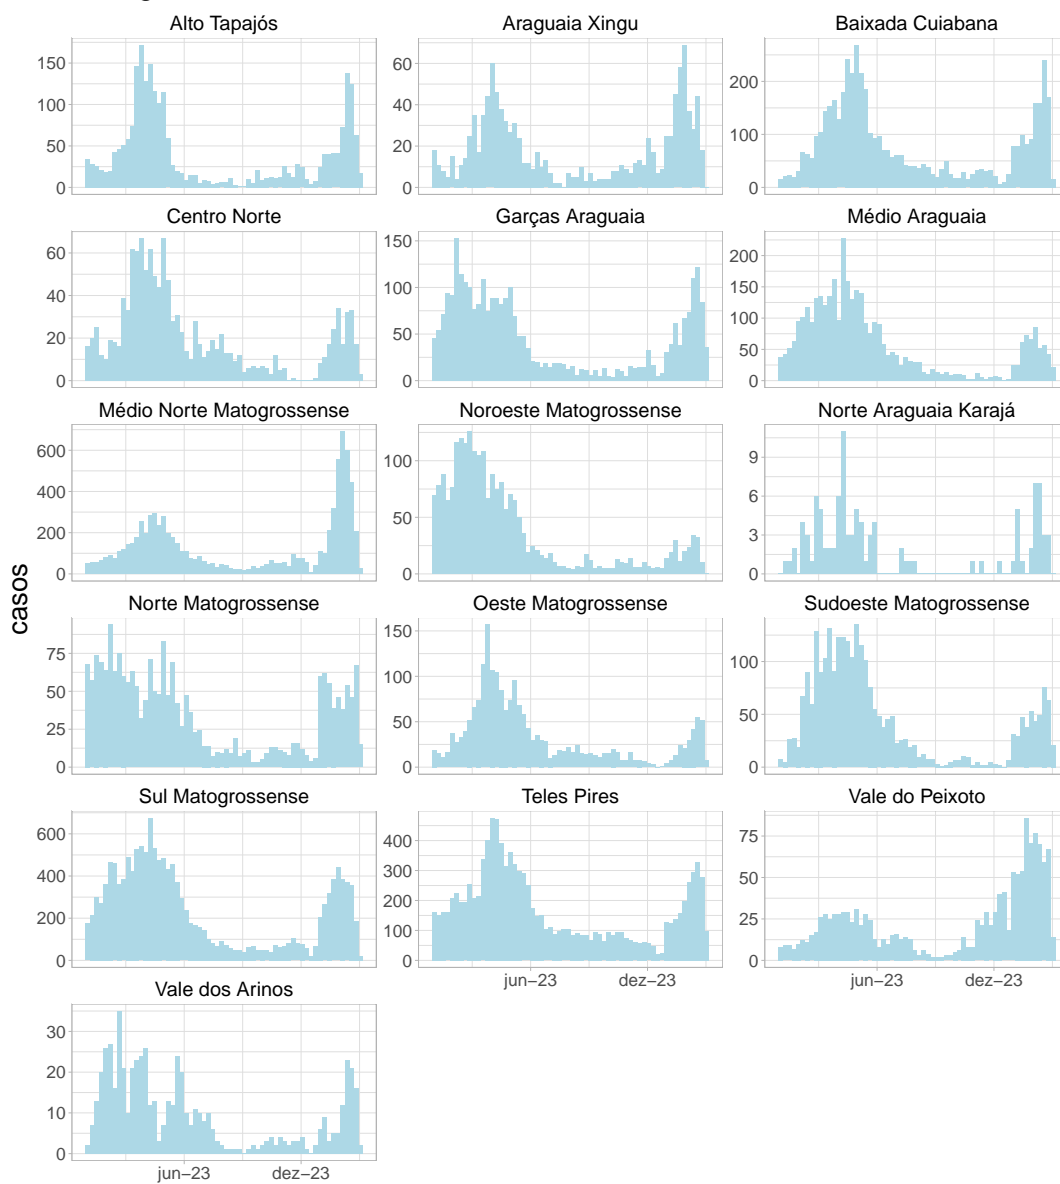 Alto Tapajós Araguaia Xingu Baixada Cuiabana
150 60 200
100 40 100
50 20
0 0 0
Centro Norte Garças Araguaia Médio Araguaia
60 150 200
40 100 150
20 50 100
0 0 50
0
Médio Norte Matogrossense Noroeste Matogrossense Norte Araguaia Karajá
600 100 9
400 50 6
200 0 3
0 0
casos
Norte Matogrossense Oeste Matogrossense Sudoeste Matogrossense
75 150 100
50 100 50
25 50 0
0 0
Sul Matogrossense Teles Pires Vale do Peixoto
600 400 75
400 300 50
200 200 25
0 100 0
0
jun−23 dez−23 jun−23 dez−23
Vale dos Arinos
30
20
10
0
jun−23 dez−23